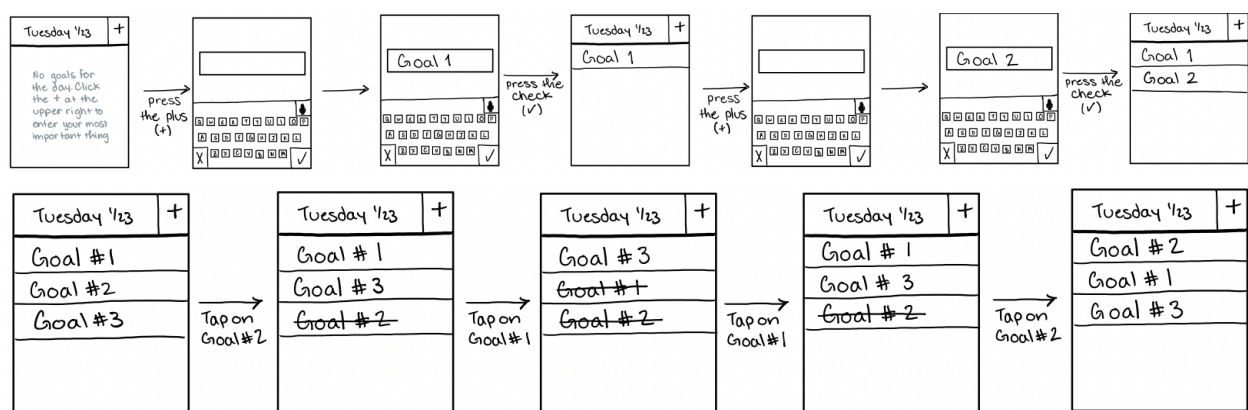 Tuesday 1/23 +
No goals for
the day. Click
the + at the
upper right to
enter your most
important thing
press
the plus
(+)
Q W E R T Y U I O P
A S D F G H J K L
X Z X C V B N M ✓
Goal 1
Q W E R T Y U I O P
A S D F G H J K L
X Z X C V B N M ✓
press the
check
(✓)
Tuesday 1/23 +
Goal 1
press
the plus
(+)
Q W E R T Y U I O P
A S D F G H J K L
X Z X C V B N M ✓
Goal 2
Q W E R T Y U I O P
A S D F G H J K L
X Z X C V B N M ✓
press the
check
(✓)
Tuesday 1/23 +
Goal 1
Goal 2
Tuesday 1/23 +
Goal #1
Goal #2
Goal #3
Tap on
Goal #2
Tuesday 1/23 +
Goal #1
Goal #3
Goal #2
Tap on
Goal #1
Tuesday 1/23 +
Goal #3
Goal #1
Goal #2
Tap on
Goal #1
Tuesday 1/23 +
Goal #1
Goal #3
Goal #2
Tap on
Goal #2
Tuesday 1/23 +
Goal #2
Goal #1
Goal #3